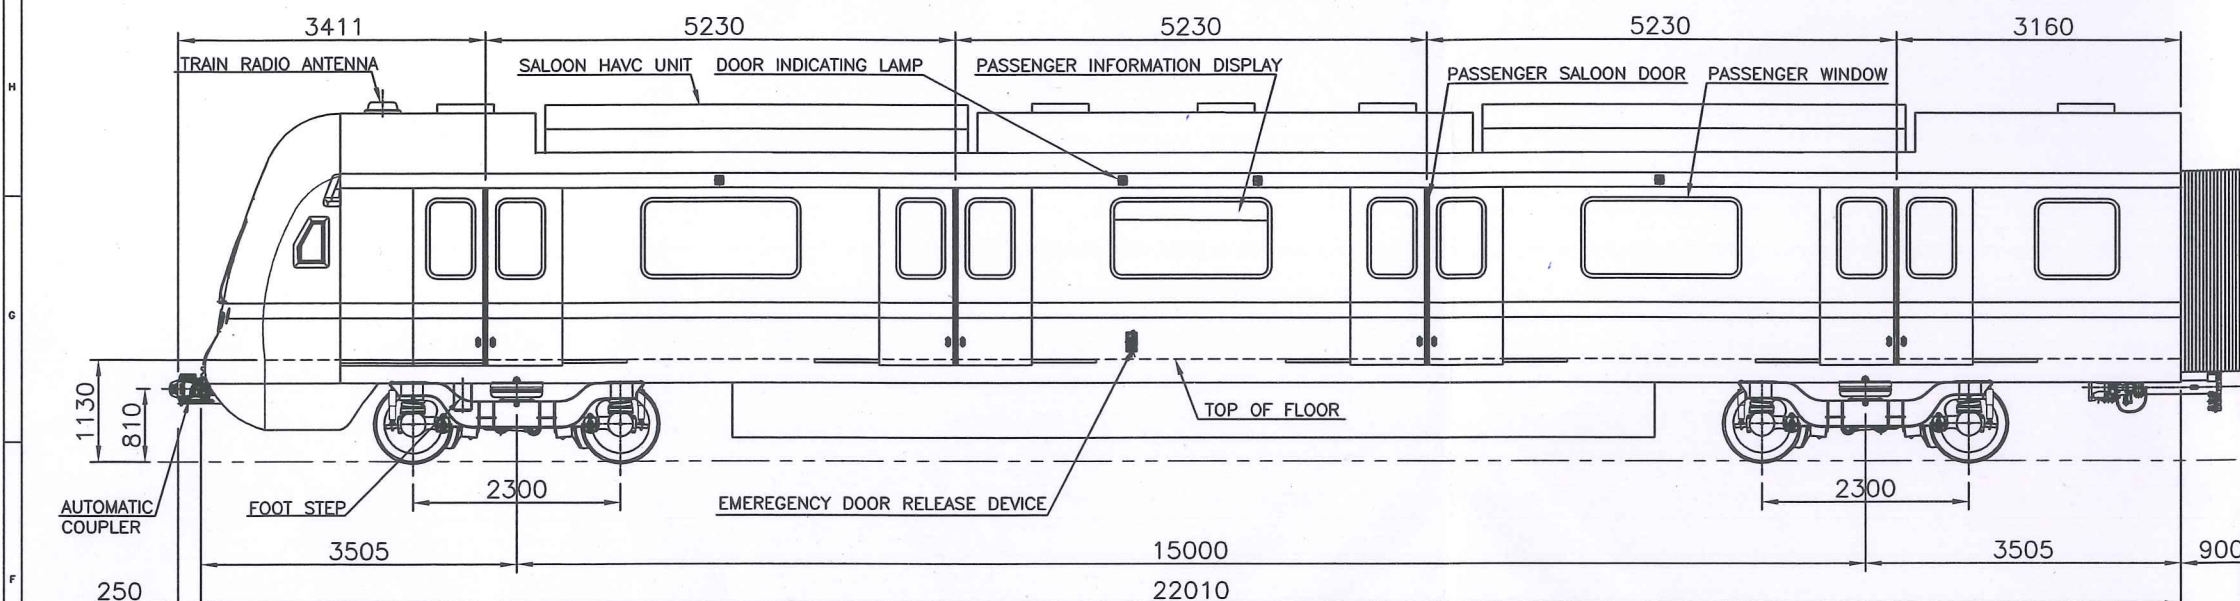 3411
5230
5230
5230
3160
TRAIN RADIO ANTENNA
SALOON HAVC UNIT
DOOR INDICATING LAMP
PASSENGER INFORMATION DISPLAY
PASSENGER SALOON DOOR
PASSENGER WINDOW
H
G
1130
810
TOP OF FLOOR
AUTOMATIC
COUPLER
FOOT STEP
2300
EMEREGENCY DOOR RELEASE DEVICE
2300
3505
15000
3505
900
F
250
22010